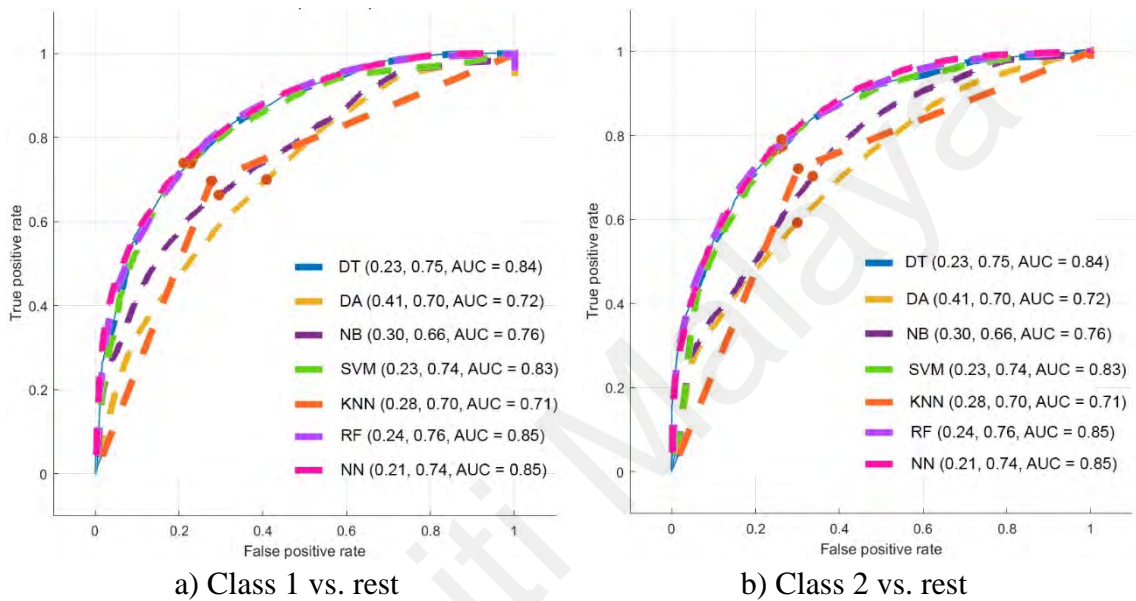 1
0.8
0.6
0.4
0.2
0
True positive rate
DT (0.23, 0.75, AUC = 0.84)
DA (0.41, 0.70, AUC = 0.72)
NB (0.30, 0.66, AUC = 0.76)
SVM (0.23, 0.74, AUC = 0.83)
KNN (0.28, 0.70, AUC = 0.71)
RF (0.24, 0.76, AUC = 0.85)
NN (0.21, 0.74, AUC = 0.85)
0 0.2 0.4 0.6 0.8 1
False positive rate
a) Class 1 vs. rest
1
0.8
0.6
0.4
0.2
0
True positive rate
DT (0.23, 0.75, AUC = 0.84)
DA (0.41, 0.70, AUC = 0.72)
NB (0.30, 0.66, AUC = 0.76)
SVM (0.23, 0.74, AUC = 0.83)
KNN (0.28, 0.70, AUC = 0.71)
RF (0.24, 0.76, AUC = 0.85)
NN (0.21, 0.74, AUC = 0.85)
0 0.2 0.4 0.6 0.8 1
False positive rate
b) Class 2 vs. rest
iti Malaya